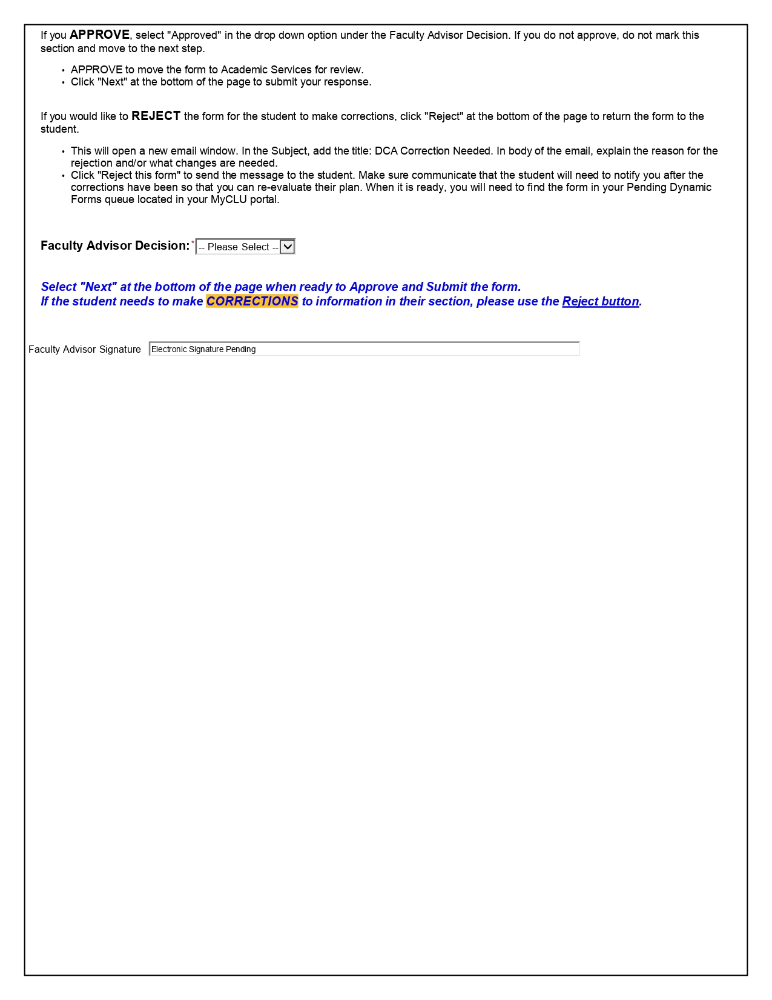 If you APPROVE, select "Approved" in the drop down option under the Faculty Advisor Decision. If you do not approve, do not mark this
section and move to the next step.
• APPROVE to move the form to Academic Services for review.
• Click "Next" at the bottom of the page to submit your response.
If you would like to REJECT the form for the student to make corrections, click "Reject" at the bottom of the page to return the form to the
student.
• This will open a new email window. In the Subject, add the title: DCA Correction Needed. In body of the email, explain the reason for the
rejection and/or what changes are needed.
• Click "Reject this form" to send the message to the student. Make sure communicate that the student will need to notify you after the
corrections have been so that you can re-evaluate their plan. When it is ready, you will need to find the form in your Pending Dynamic
Forms queue located in your MyCLU portal.
Faculty Advisor Decision:* -- Please Select --
Select "Next" at the bottom of the page when ready to Approve and Submit the form.
If the student needs to make CORRECTIONS to information in their section, please use the Reject button.
Faculty Advisor Signature Electronic Signature Pending